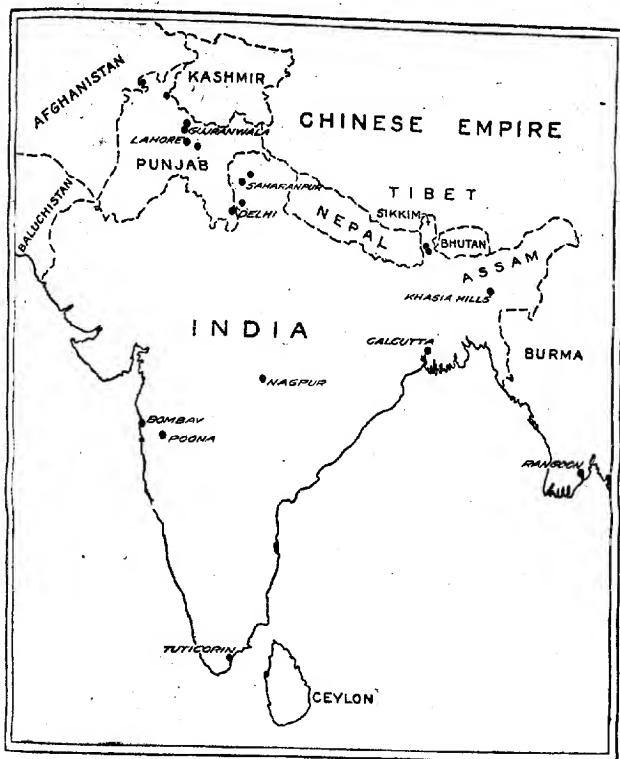 AFGHANISTAN
KASHMIR
CHINESE EMPIRE
GUJRANWALA
LAHORE
PUNJAB
BALUCHISTAN
SAHARANPUR
DELHI
TIBET
NEPAL
SIKKIM
BHUTAN
ASSAM
KHASIA HILLS
INDIA
CALCUTTA
BURMA
NAGPUR
BOMBAY
POONA
RANGOON
TUTICORIN
CEYLON